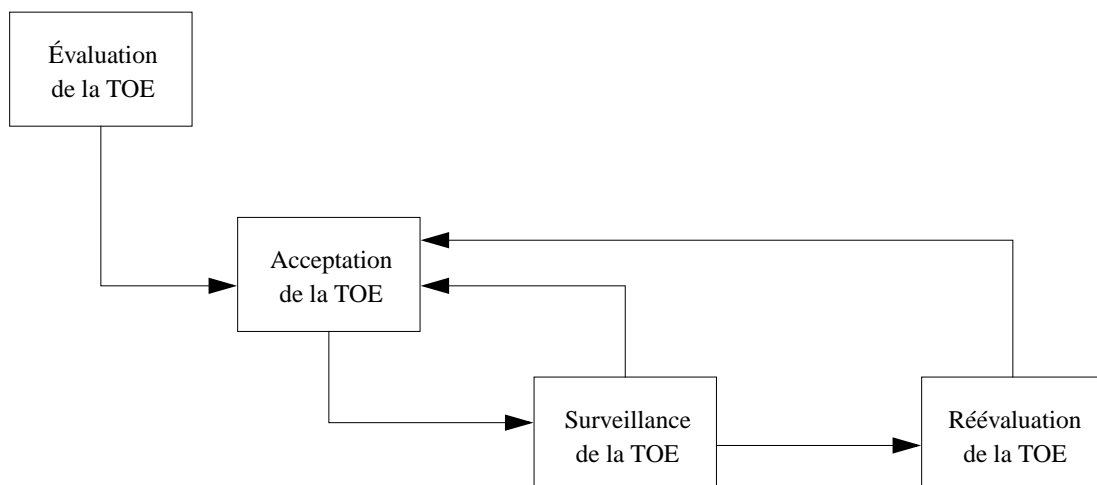 Évaluation
de la TOE
Acceptation
de la TOE
Surveillance
de la TOE
Réévaluation
de la TOE